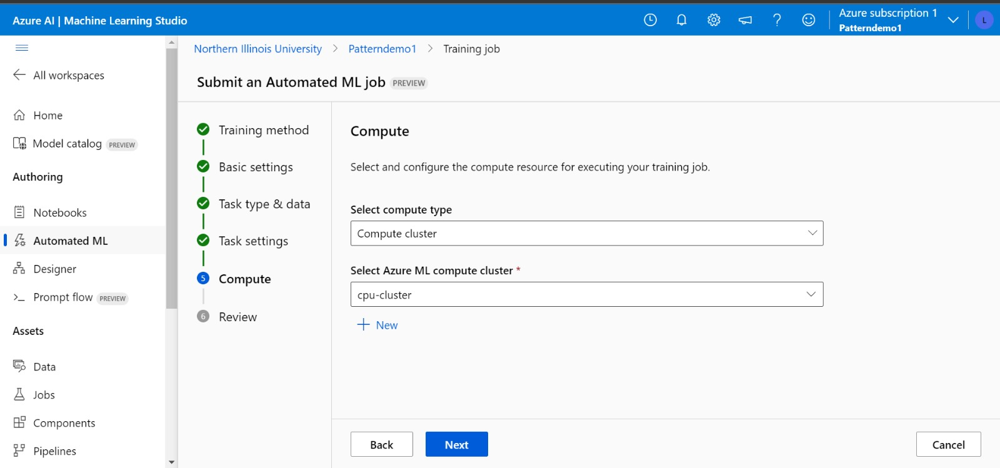 Azure AI | Machine Learning Studio
Azure subscription 1
Patterndemo1
L
All workspaces
Home
Model catalog PREVIEW
Authoring
Notebooks
Automated ML
Designer
Prompt flow PREVIEW
Assets
Data
Jobs
Components
Pipelines
Northern Illinois University > Patterndemo1 > Training job
Submit an Automated ML job PREVIEW
Training method
Basic settings
Task type & data
Task settings
5 Compute
6 Review
Compute
Select and configure the compute resource for executing your training job.
Select compute type
Compute cluster
Select Azure ML compute cluster *
cpu-cluster
+ New
Back
Next
Cancel